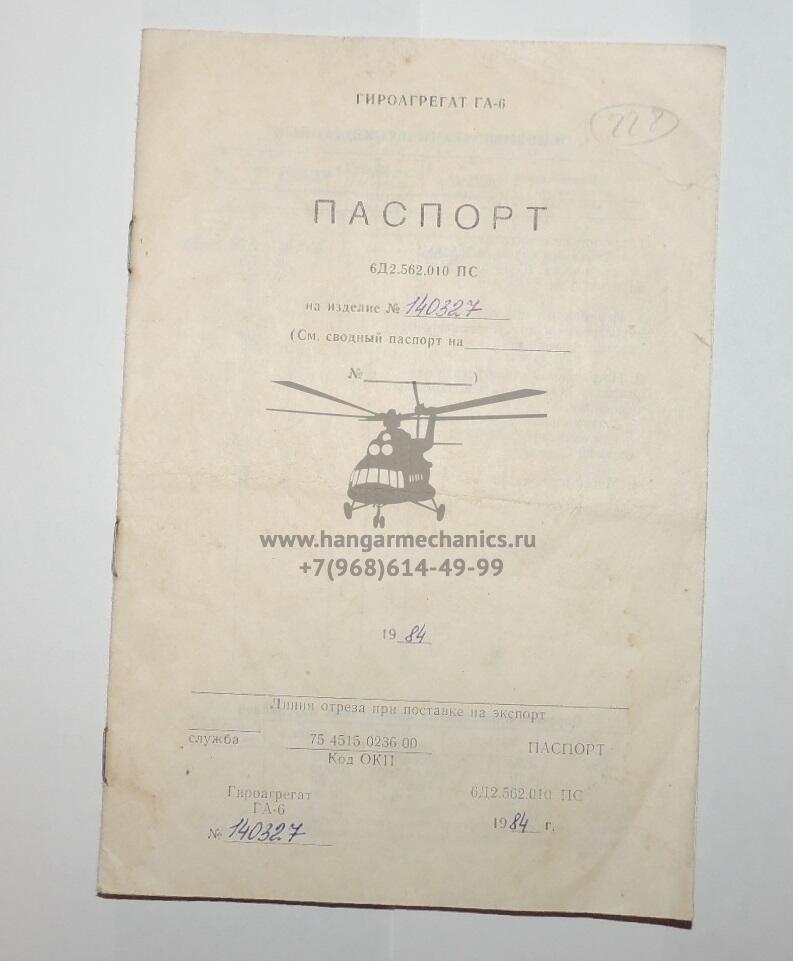 ГИРОАГРЕГАТ ГА-6
ПАСПОРТ
6Д2.562.010 ПС
на изделие № 140327
(См. сводный паспорт на
№ )
www.hangarmechanics.ru
+7(968)614-49-99
19 84
Линия отреза при поставке на экспорт
служба 75 4515 0236 00 ПАСПОРТ
Код ОКП
Гироагрегат 6Д2.562.010 ПС
ГА-6
№ 140327 1984 г.